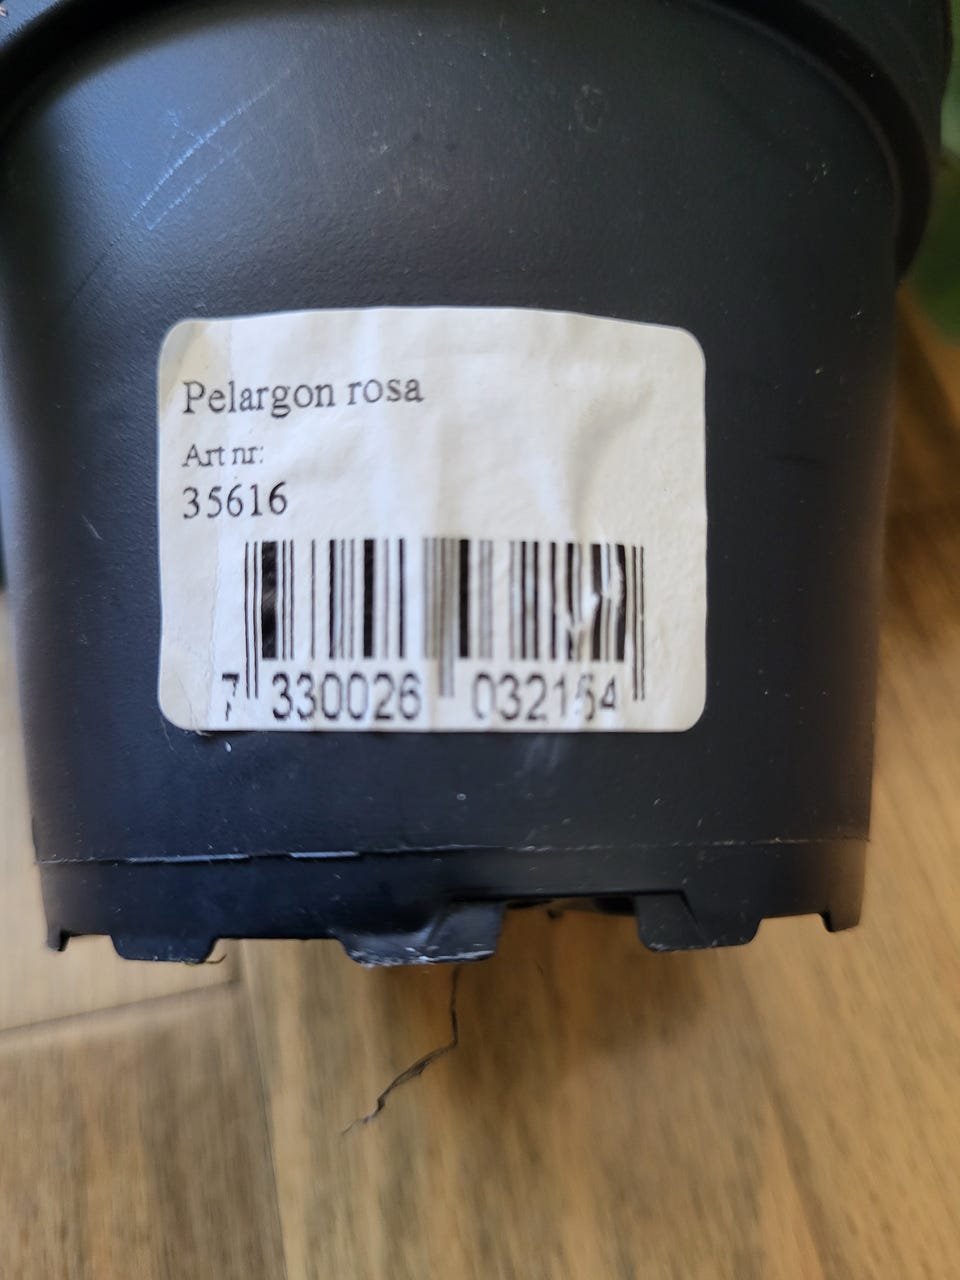 Pelargon rosa
Art nr:
35616
7 330026 032154